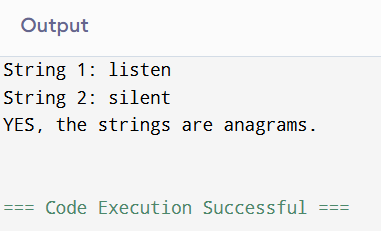 Output
String 1: listen
String 2: silent
YES, the strings are anagrams.
=== Code Execution Successful ===